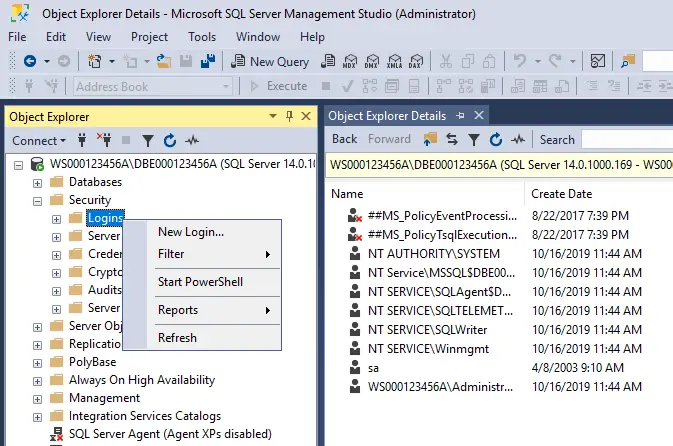 Object Explorer Details - Microsoft SQL Server Management Studio (Administrator)
File Edit View Project Tools Window Help
New Query MDX DMX XMLA DAX
Address Book Execute
Object Explorer
Connect
WS000123456A\DBE000123456A (SQL Server 14.0.10
Databases
Security
Logins
Server
Creder
Crypto
Audits
Server
Server Obj
Replication
PolyBase
Always On High Availability
Management
Integration Services Catalogs
SQL Server Agent (Agent XPs disabled)
New Login...
Filter
Start PowerShell
Reports
Refresh
Object Explorer Details
Back Forward Search
WS000123456A\DBE000123456A (SQL Server 14.0.1000.169 - WS00
Name Create Date
##MS_PolicyEventProcessi... 8/22/2017 7:39 PM
##MS_PolicyTsqlExecution... 8/22/2017 7:39 PM
NT AUTHORITY\SYSTEM 10/16/2019 11:44 AM
NT Service\MSSQL$DBE00... 10/16/2019 11:44 AM
NT SERVICE\SQLAgent$D... 10/16/2019 11:44 AM
NT SERVICE\SQLTELEMET... 10/16/2019 11:44 AM
NT SERVICE\SQLWriter 10/16/2019 11:44 AM
NT SERVICE\Winmgmt 10/16/2019 11:44 AM
sa 4/8/2003 9:10 AM
WS000123456A\Administr... 10/16/2019 11:44 AM